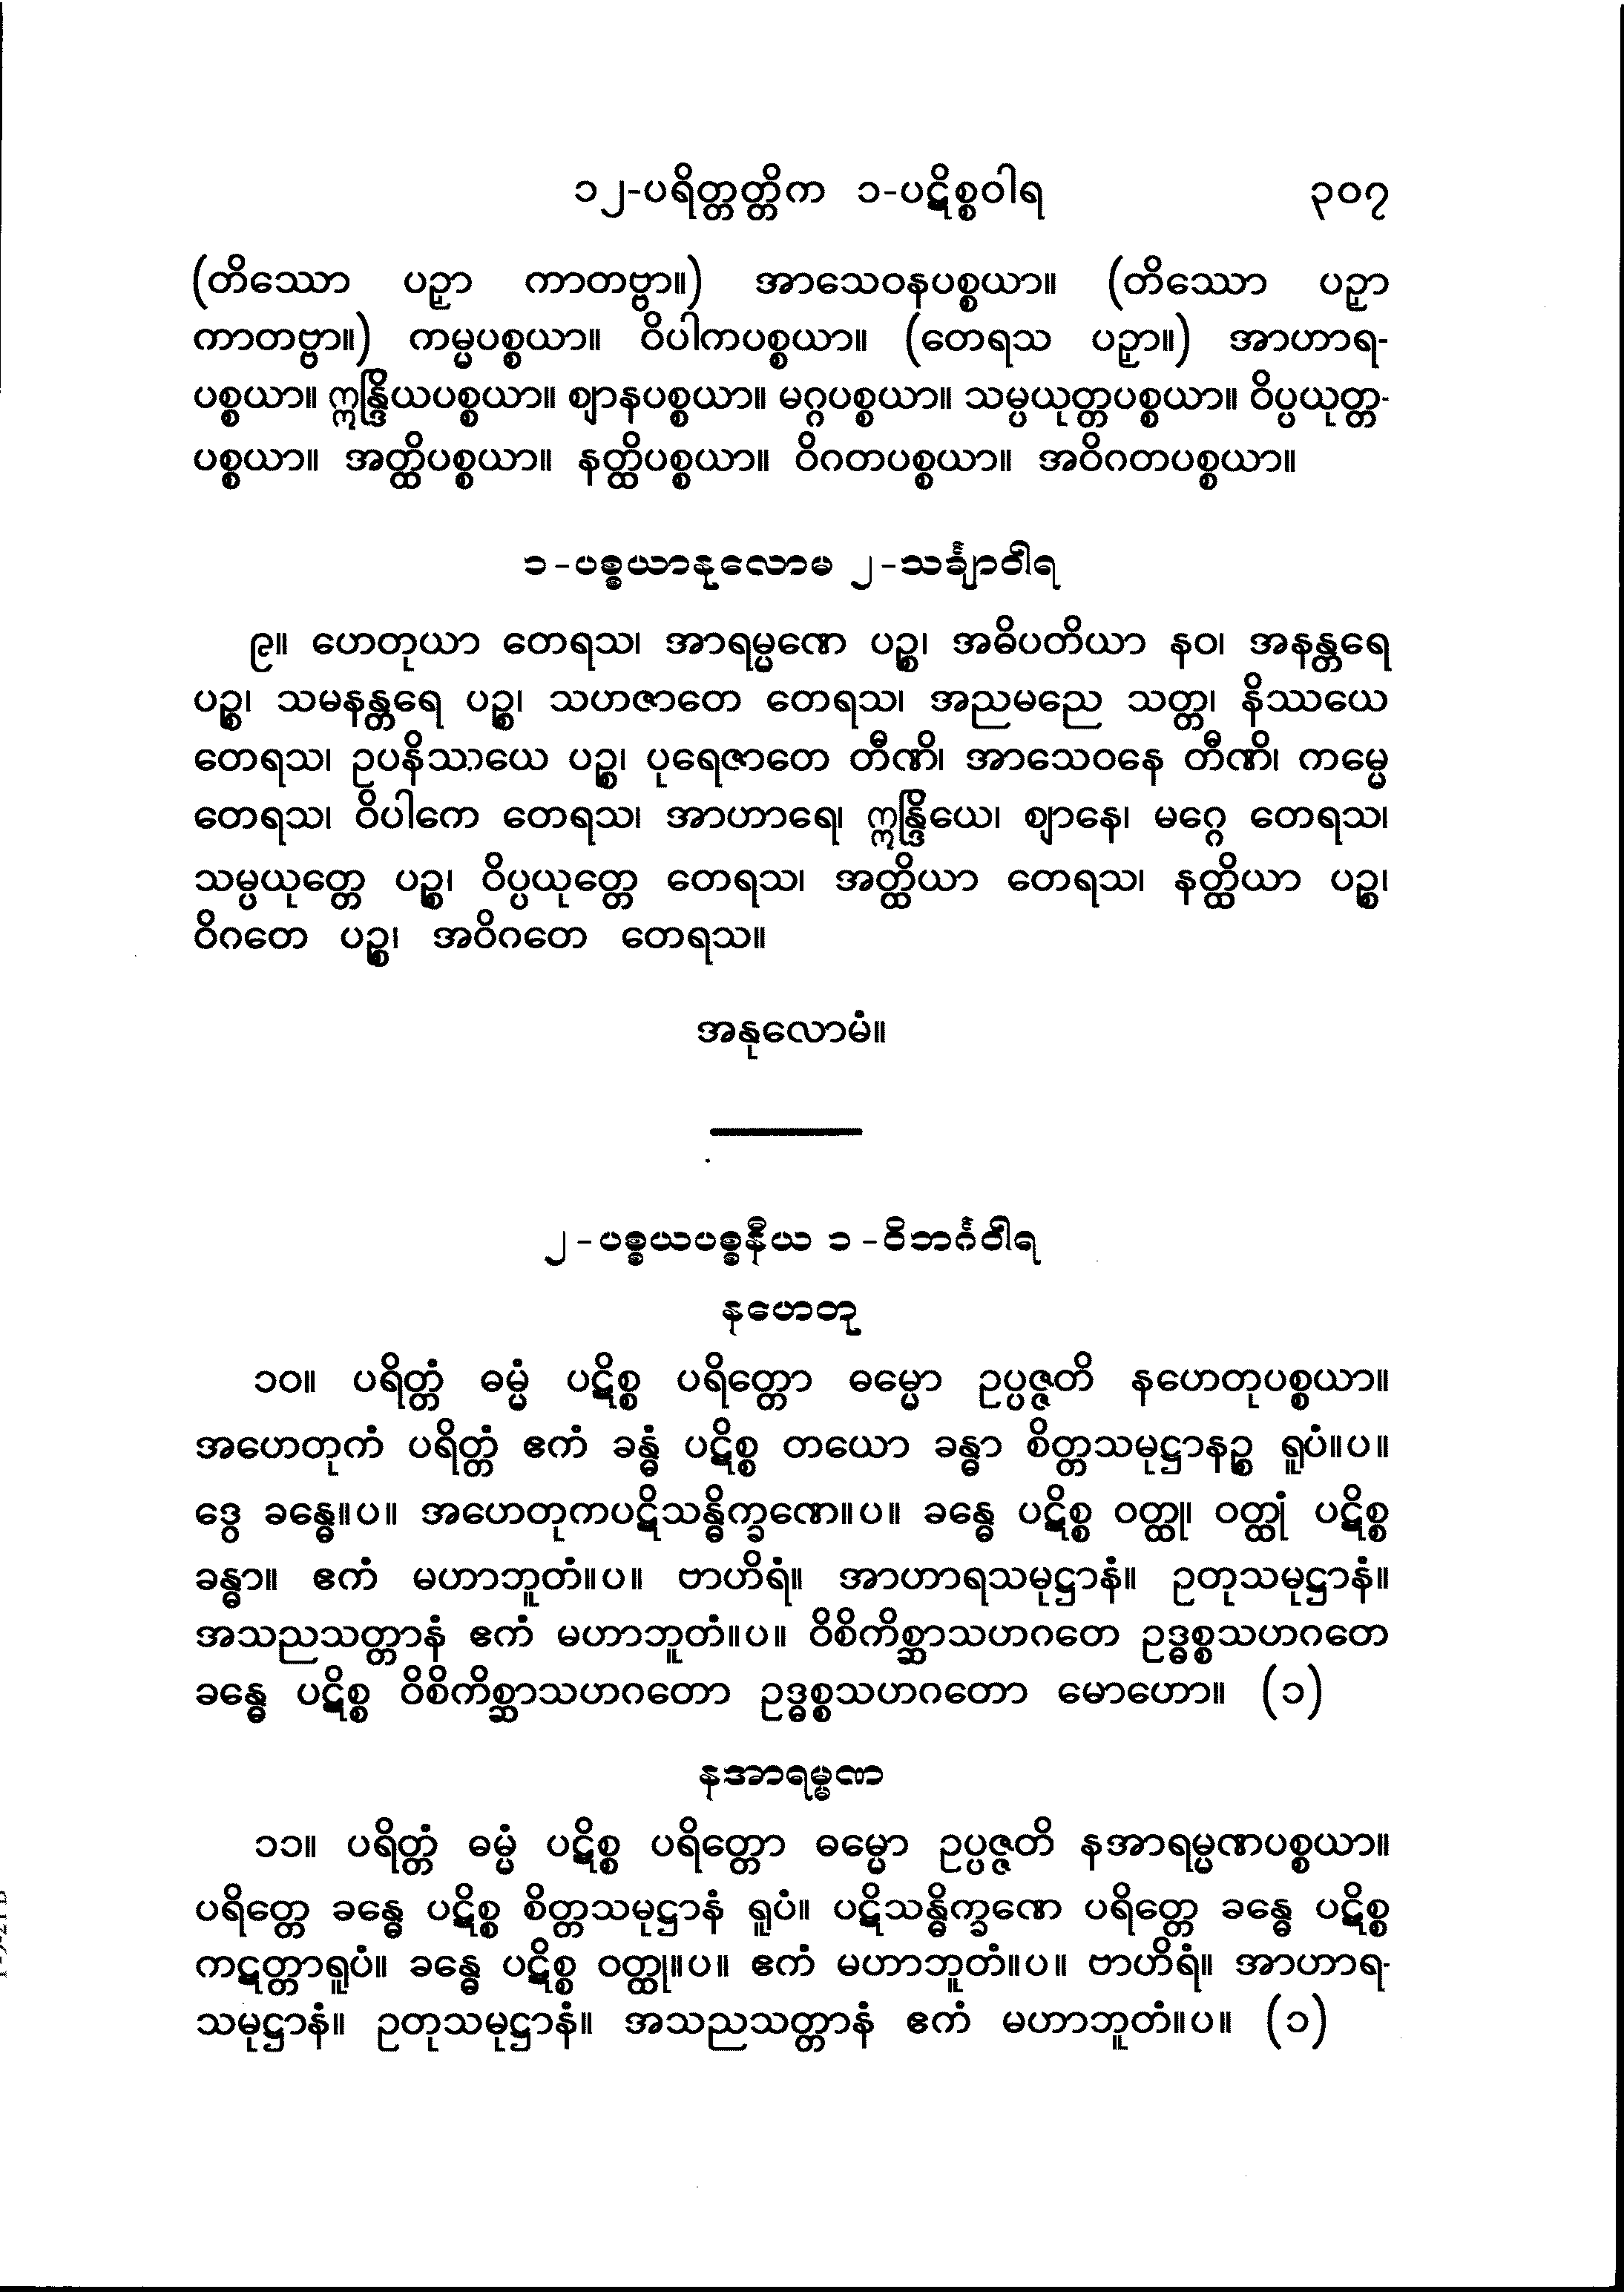 ၁၂-ပရိတ္တတ္တိက ၁-ပဋိစ္စဝါရ ၃၀၇
(တိဿော ပဉှာ ကာတဗ္ဗာ။) အာသေဝနပစ္စယာ။ (တိဿော ပဉှာ
ကာတဗ္ဗာ။) ကမ္မပစ္စယာ။ ဝိပါကပစ္စယာ။ (တေရသ ပဉှာ။) အာဟာရ-
ပစ္စယာ။ ဣန္ဒြိယပစ္စယာ။ ဈာနပစ္စယာ။ မဂ္ဂပစ္စယာ။ သမ္ပယုတ္တပစ္စယာ။ ဝိပ္ပယုတ္တ-
ပစ္စယာ။ အတ္ထိပစ္စယာ။ နတ္ထိပစ္စယာ။ ဝိဂတပစ္စယာ။ အဝိဂတပစ္စယာ။
၁-ပစ္စယာနုလောမ ၂-သင်္ချာဝါရ
၉။ ဟေတုယာ တေရသ၊ အာရမ္မဏေ ပဉ္စ၊ အဓိပတိယာ နဝ၊ အနန္တရေ
ပဉ္စ၊ သမနန္တရေ ပဉ္စ၊ သဟဇာတေ တေရသ၊ အညမညေ သတ္တ၊ နိဿယေ
တေရသ၊ ဥပနိဿယေ ပဉ္စ၊ ပုရေဇာတေ တီဏိ၊ အာသေဝနေ တီဏိ၊ ကမ္မေ
တေရသ၊ ဝိပါကေ တေရသ၊ အာဟာရေ၊ ဣန္ဒြိယေ၊ ဈာနေ၊ မဂ္ဂေ တေရသ၊
သမ္ပယုတ္တေ ပဉ္စ၊ ဝိပ္ပယုတ္တေ တေရသ၊ အတ္ထိယာ တေရသ၊ နတ္ထိယာ ပဉ္စ၊
ဝိဂတေ ပဉ္စ၊ အဝိဂတေ တေရသ။
အနုလောမံ။
၂-ပစ္စယပစ္စနီယ ၁-ဝိဘင်္ဂဝါရ
နဟေတု
၁၀။ ပရိတ္တံ ဓမ္မံ ပဋိစ္စ ပရိတ္တော ဓမ္မော ဥပ္ပဇ္ဇတိ နဟေတုပစ္စယာ။
အဟေတုကံ ပရိတ္တံ ဧကံ ခန္ဓံ ပဋိစ္စ တယော ခန္ဓာ စိတ္တသမုဋ္ဌာနဉ္စ ရူပံ။ပ။
ဒွေ ခန္ဓေ။ပ။ အဟေတုကပဋိသန္ဓိက္ခဏေ။ပ။ ခန္ဓေ ပဋိစ္စ ဝတ္ထု၊ ဝတ္ထုံ ပဋိစ္စ
ခန္ဓာ။ ဧကံ မဟာဘူတံ။ပ။ ဗာဟိရံ။ အာဟာရသမုဋ္ဌာနံ။ ဥတုသမုဋ္ဌာနံ။
အသညသတ္တာနံ ဧကံ မဟာဘူတံ။ပ။ ဝိစိကိစ္ဆာသဟဂတေ ဥဒ္ဓစ္စသဟဂတေ
ခန္ဓေ ပဋိစ္စ ဝိစိကိစ္ဆာသဟဂတော ဥဒ္ဓစ္စသဟဂတော မောဟော။ (၁)
နအာရမ္မဏ
၁၁။ ပရိတ္တံ ဓမ္မံ ပဋိစ္စ ပရိတ္တော ဓမ္မော ဥပ္ပဇ္ဇတိ နအာရမ္မဏပစ္စယာ။
ပရိတ္တေ ခန္ဓေ ပဋိစ္စ စိတ္တသမုဋ္ဌာနံ ရူပံ။ ပဋိသန္ဓိက္ခဏေ ပရိတ္တေ ခန္ဓေ ပဋိစ္စ
ကဋတ္တာရူပံ။ ခန္ဓေ ပဋိစ္စ ဝတ္ထု။ပ။ ဧကံ မဟာဘူတံ။ပ။ ဗာဟိရံ။ အာဟာရ-
သမုဋ္ဌာနံ။ ဥတုသမုဋ္ဌာနံ။ အသညသတ္တာနံ ဧကံ မဟာဘူတံ။ပ။ (၁)